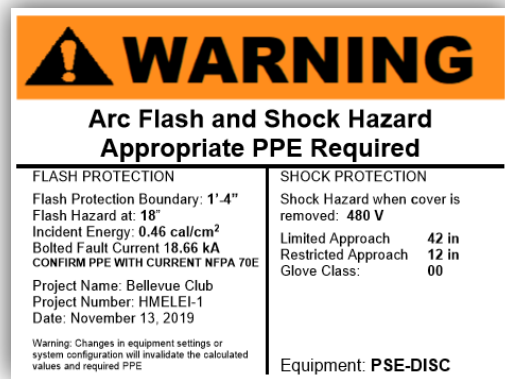 WARNING
Arc Flash and Shock Hazard
Appropriate PPE Required
FLASH PROTECTION
Flash Protection Boundary: 1'-4"
Flash Hazard at: 18"
Incident Energy: 0.46 cal/cm²
Bolted Fault Current 18.66 kA
CONFIRM PPE WITH CURRENT NFPA 70E
Project Name: Bellevue Club
Project Number: HMELEI-1
Date: November 13, 2019
Warning: Changes in equipment settings or
system configuration will invalidate the calculated
values and required PPE
SHOCK PROTECTION
Shock Hazard when cover is
removed: 480 V
Limited Approach 42 in
Restricted Approach 12 in
Glove Class: 00
Equipment: PSE-DISC